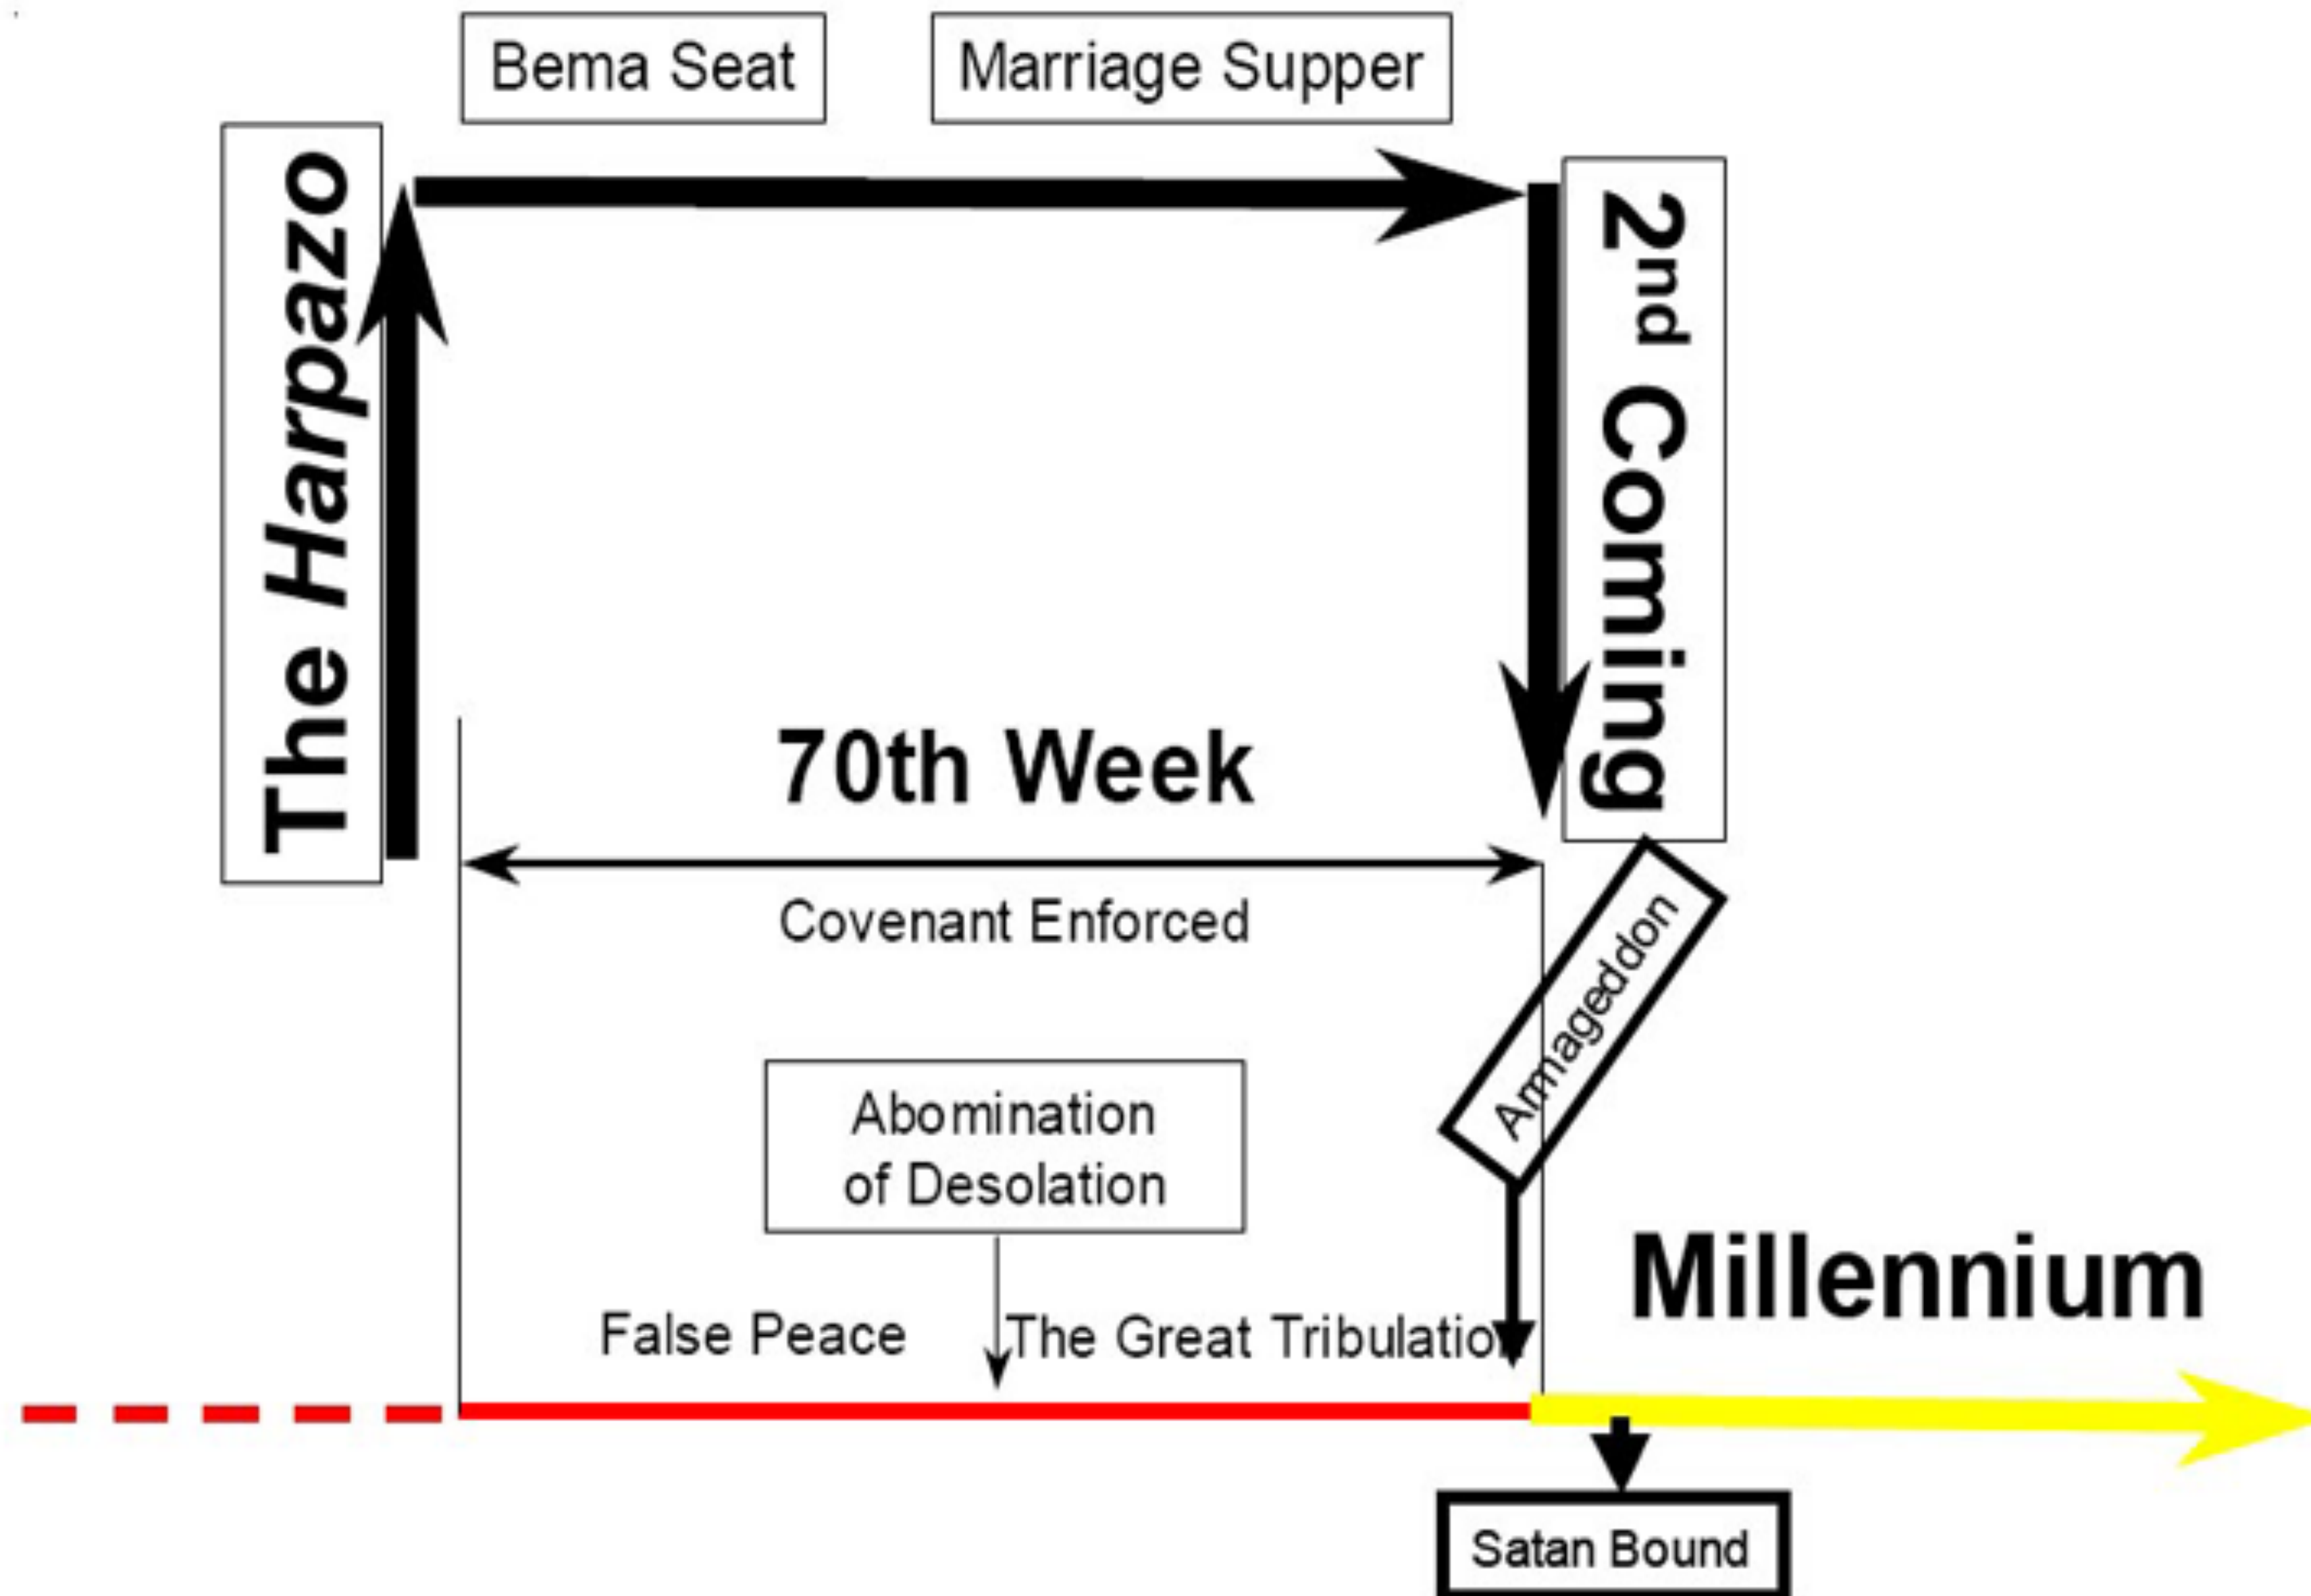 Bema Seat
Marriage Supper
The Harpazo
2nd Coming
70th Week
Covenant Enforced
Armageddon
Abomination
of Desolation
False Peace
The Great Tribulation
Millennium
Satan Bound